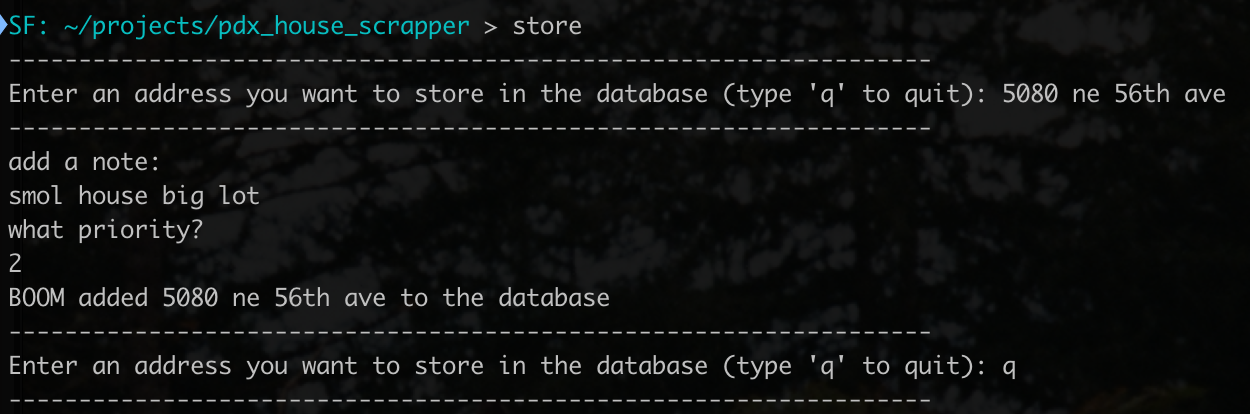 SF: ~/projects/pdx_house_scrapper > store
------------------------------------------------------------------
Enter an address you want to store in the database (type 'q' to quit): 5080 ne 56th ave
------------------------------------------------------------------
add a note:
smol house big lot
what priority?
2
BOOM added 5080 ne 56th ave to the database
------------------------------------------------------------------
Enter an address you want to store in the database (type 'q' to quit): q
------------------------------------------------------------------